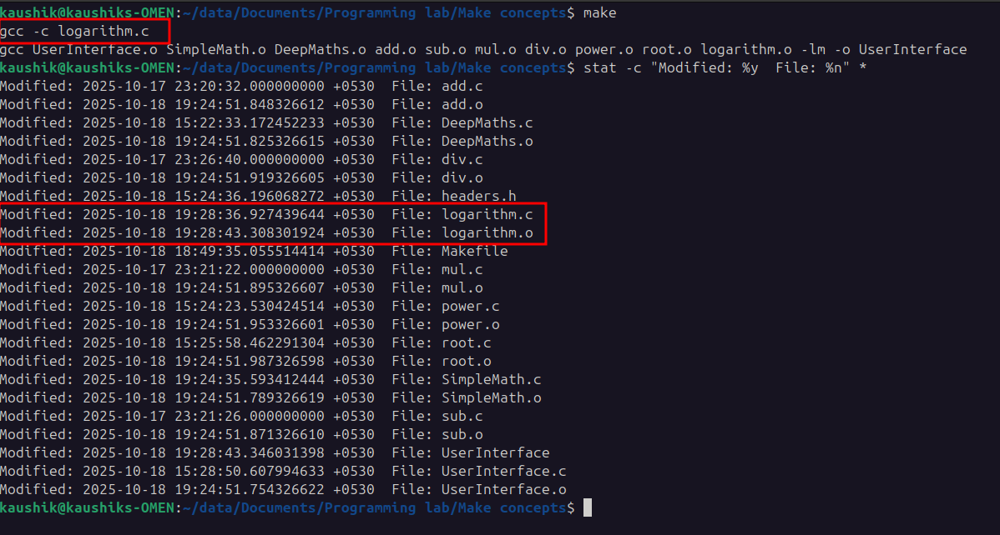 kaushik@kaushiks-OMEN:~/data/Documents/Programming lab/Make concepts$ make
gcc -c logarithm.c
gcc UserInterface.o SimpleMath.o DeepMaths.o add.o sub.o mul.o div.o power.o root.o logarithm.o -lm -o UserInterface
kaushik@kaushiks-OMEN:~/data/Documents/Programming lab/Make concepts$ stat -c "Modified: %y  File: %n" *
Modified: 2025-10-17 23:20:32.000000000 +0530  File: add.c
Modified: 2025-10-18 19:24:51.848326612 +0530  File: add.o
Modified: 2025-10-18 15:22:33.172452233 +0530  File: DeepMaths.c
Modified: 2025-10-18 19:24:51.825326615 +0530  File: DeepMaths.o
Modified: 2025-10-17 23:26:40.000000000 +0530  File: div.c
Modified: 2025-10-18 19:24:51.919326605 +0530  File: div.o
Modified: 2025-10-18 15:24:36.196068272 +0530  File: headers.h
Modified: 2025-10-18 19:28:36.927439644 +0530  File: logarithm.c
Modified: 2025-10-18 19:28:43.308301924 +0530  File: logarithm.o
Modified: 2025-10-18 18:49:35.055514414 +0530  File: Makefile
Modified: 2025-10-17 23:21:22.000000000 +0530  File: mul.c
Modified: 2025-10-18 19:24:51.895326607 +0530  File: mul.o
Modified: 2025-10-18 15:24:23.530424514 +0530  File: power.c
Modified: 2025-10-18 19:24:51.953326601 +0530  File: power.o
Modified: 2025-10-18 15:25:58.462291304 +0530  File: root.c
Modified: 2025-10-18 19:24:51.987326598 +0530  File: root.o
Modified: 2025-10-18 15:24:35.593412444 +0530  File: SimpleMath.c
Modified: 2025-10-18 19:24:51.789326619 +0530  File: SimpleMath.o
Modified: 2025-10-17 23:21:26.000000000 +0530  File: sub.c
Modified: 2025-10-18 19:24:51.871326610 +0530  File: sub.o
Modified: 2025-10-18 19:28:43.346031398 +0530  File: UserInterface
Modified: 2025-10-18 15:28:50.607994633 +0530  File: UserInterface.c
Modified: 2025-10-18 19:24:51.754326622 +0530  File: UserInterface.o
kaushik@kaushiks-OMEN:~/data/Documents/Programming lab/Make concepts$